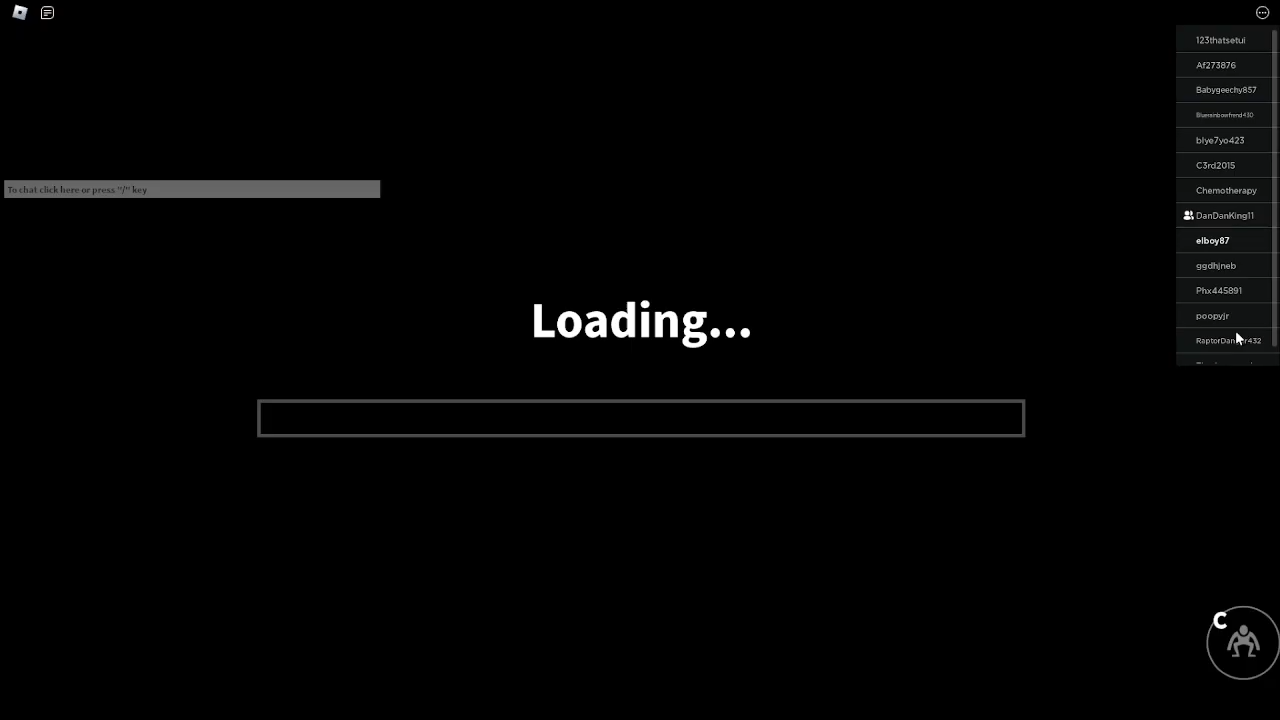 123thatsetui
Af273876
Babygeechy857
Bluerainbowfrend430
blye7yo423
C3rd2015
To chat click here or press "/" key
Chemotherapy
DanDanKing11
elboy87
ggdhjneb
Phx445891
poopyjr
Loading...
C